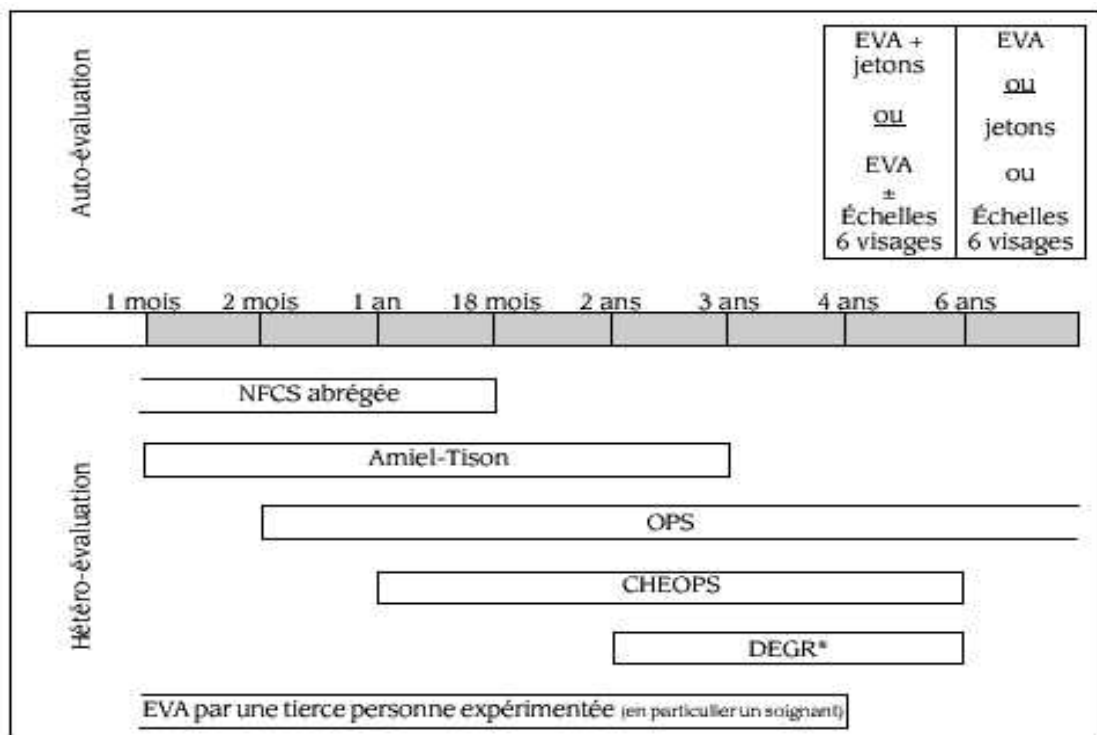 Auto-évaluation
EVA +
jetons
ou
EVA
±
Échelles
6 visages
EVA
ou
jetons
ou
Échelles
6 visages
1 mois 2 mois 1 an 18 mois 2 ans 3 ans 4 ans 6 ans
Hétéro-évaluation
NFCS abrégée
Amiel-Tison
OPS
CHEOPS
DEGR*
EVA par une tierce personne expérimentée (en particulier un soignant)